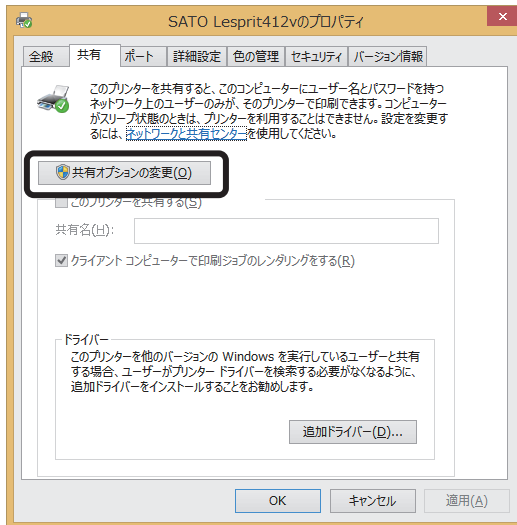 SATO Lesprit412vのプロパティ
×
全般 共有 ポート 詳細設定 色の管理 セキュリティ バージョン情報
このプリンターを共有すると、このコンピューターにユーザー名とパスワードを持つ
ネットワーク上のユーザーのみが、そのプリンターで印刷できます。コンピューター
がスリープ状態のときは、プリンターを利用することはできません。設定を変更す
るには、ネットワークと共有センターを使用してください。
共有オプションの変更(O)
このプリンターを共有する(S)
共有名(H):
クライアント コンピューターで印刷ジョブのレンダリングをする(R)
ドライバー
このプリンターを他のバージョンの Windows を実行しているユーザーと共有
する場合、ユーザーがプリンター ドライバーを検索する必要がなくなるように、
追加ドライバーをインストールすることをお勧めします。
追加ドライバー(D)...
OK キャンセル 適用(A)